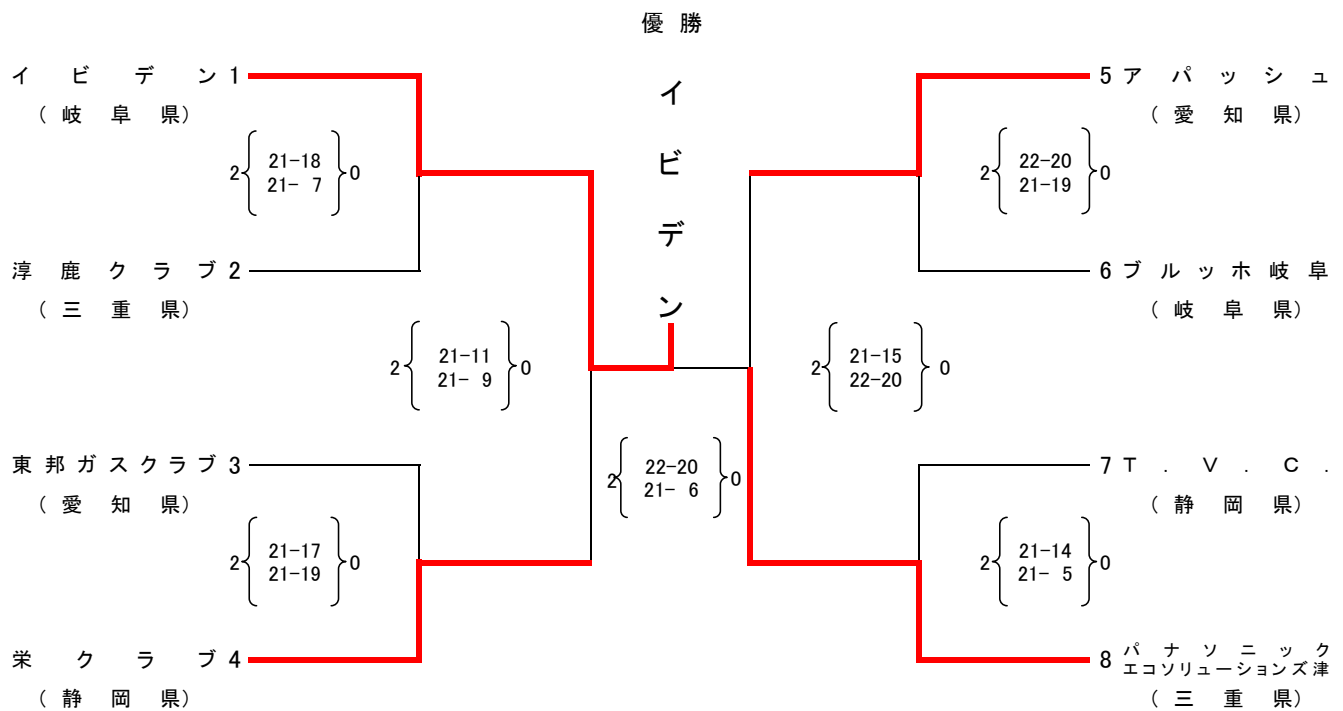 優勝
イビデン
イビデン 1
(岐阜県)
2 21-18 0
21- 7
淳鹿クラブ 2
(三重県)
2 21-11 0
21- 9
東邦ガスクラブ 3
(愛知県)
2 21-17 0
21-19
栄クラブ 4
(静岡県)
2 22-20 0
21- 6
5 アパッシュ
(愛知県)
2 22-20 0
21-19
6 ブルッホ岐阜
(岐阜県)
2 21-15 0
22-20
7 T.V.C.
(静岡県)
2 21-14 0
21- 5
8 パナソニック
エコソリューションズ津
(三重県)